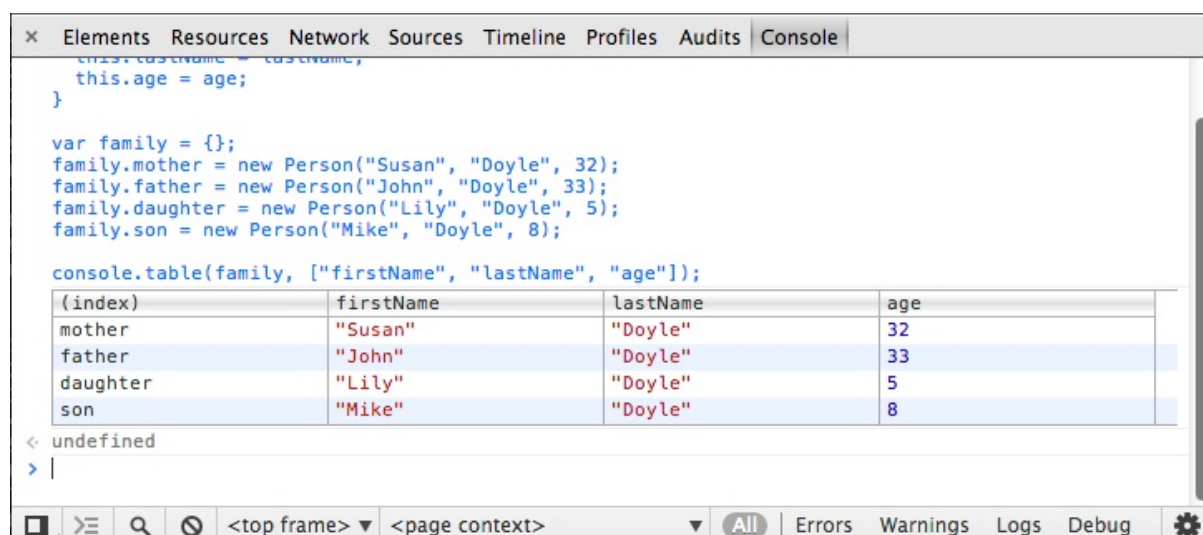 × Elements Resources Network Sources Timeline Profiles Audits Console
this.lastName = lastName;
this.age = age;
}
var family = {};
family.mother = new Person("Susan", "Doyle", 32);
family.father = new Person("John", "Doyle", 33);
family.daughter = new Person("Lily", "Doyle", 5);
family.son = new Person("Mike", "Doyle", 8);
console.table(family, ["firstName", "lastName", "age"]);
(index) firstName lastName age
mother "Susan" "Doyle" 32
father "John" "Doyle" 33
daughter "Lily" "Doyle" 5
son "Mike" "Doyle" 8
undefined
>
<top frame> ▼ <page context> ▼ All Errors Warnings Logs Debug